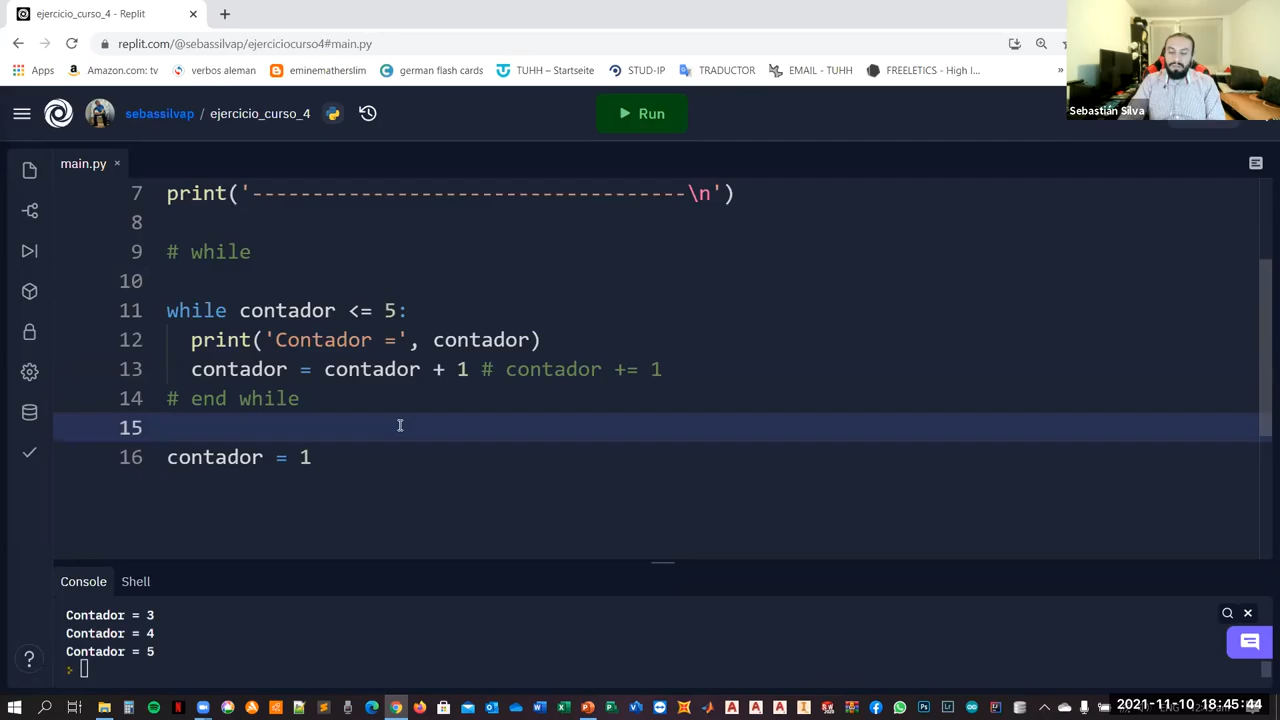 ejercicio_curso_4 - Replit
replit.com/@sebassilvap/ejerciciocurso4#main.py
Apps
Amazon.com: tv
verbos aleman
eminematherslim
german flash cards
TUHH – Startseite
STUD-IP
TRADUCTOR
EMAIL - TUHH
FREELETICS - High I...
»
Sebastián Silva
sebassilvap / ejercicio_curso_4
Run
main.py
7 print('------------------------------------\n')
8
9 # while
10
11 while contador <= 5:
12 print('Contador =', contador)
13 contador = contador + 1 # contador += 1
14 # end while
15
16 contador = 1
Console
Shell
Contador = 3
Contador = 4
Contador = 5
2021-11-10 18:45:44